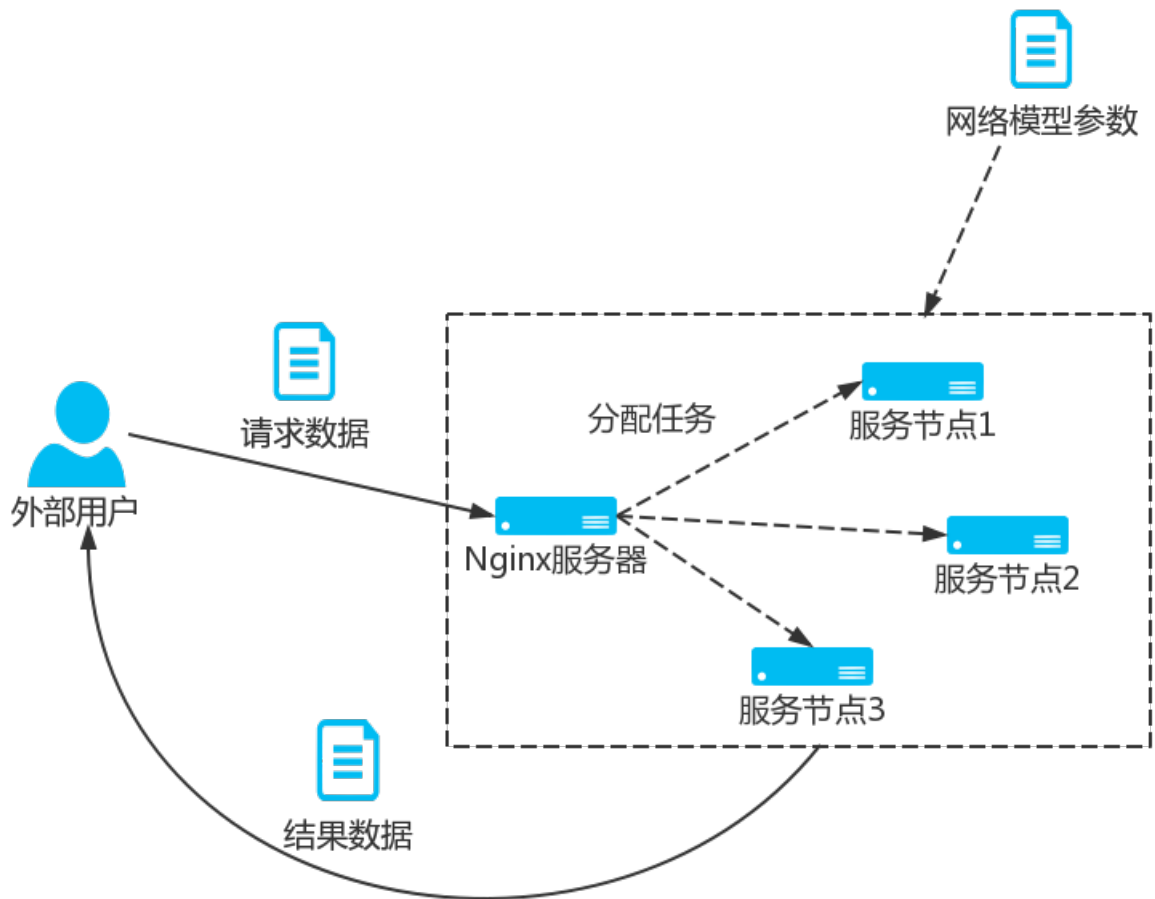 网络模型参数
请求数据
分配任务
服务节点1
外部用户
Nginx服务器
服务节点2
服务节点3
结果数据